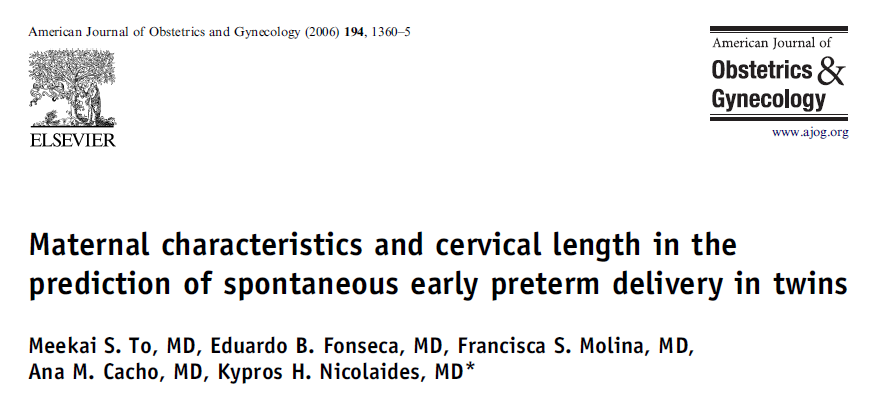 American Journal of Obstetrics and Gynecology (2006) 194, 1360–5
ELSEVIER
American Journal of
Obstetrics &
Gynecology
www.ajog.org
Maternal characteristics and cervical length in the
prediction of spontaneous early preterm delivery in twins
Meekai S. To, MD, Eduardo B. Fonseca, MD, Francisca S. Molina, MD,
Ana M. Cacho, MD, Kypros H. Nicolaides, MD*